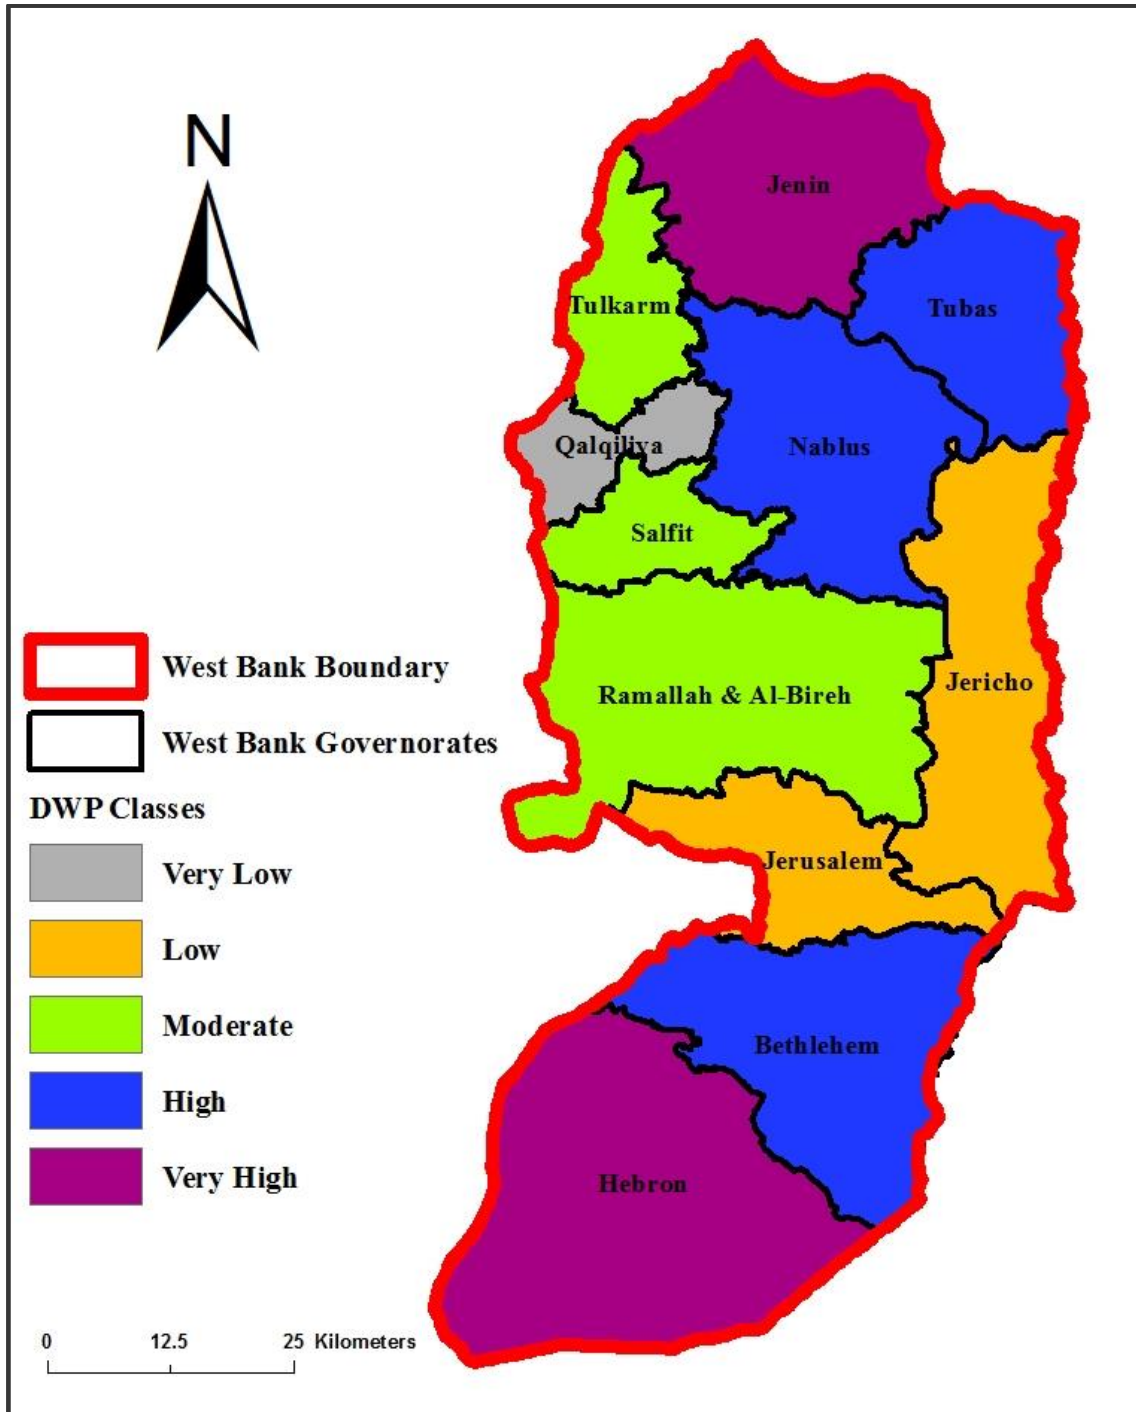 N
Jenin
Tulkarm
Tubas
Qalqiliya
Nablus
Salfit
Ramallah & Al-Bireh
Jericho
Jerusalem
Bethlehem
Hebron
West Bank Boundary
West Bank Governorates
DWP Classes
Very Low
Low
Moderate
High
Very High
0 12.5 25 Kilometers